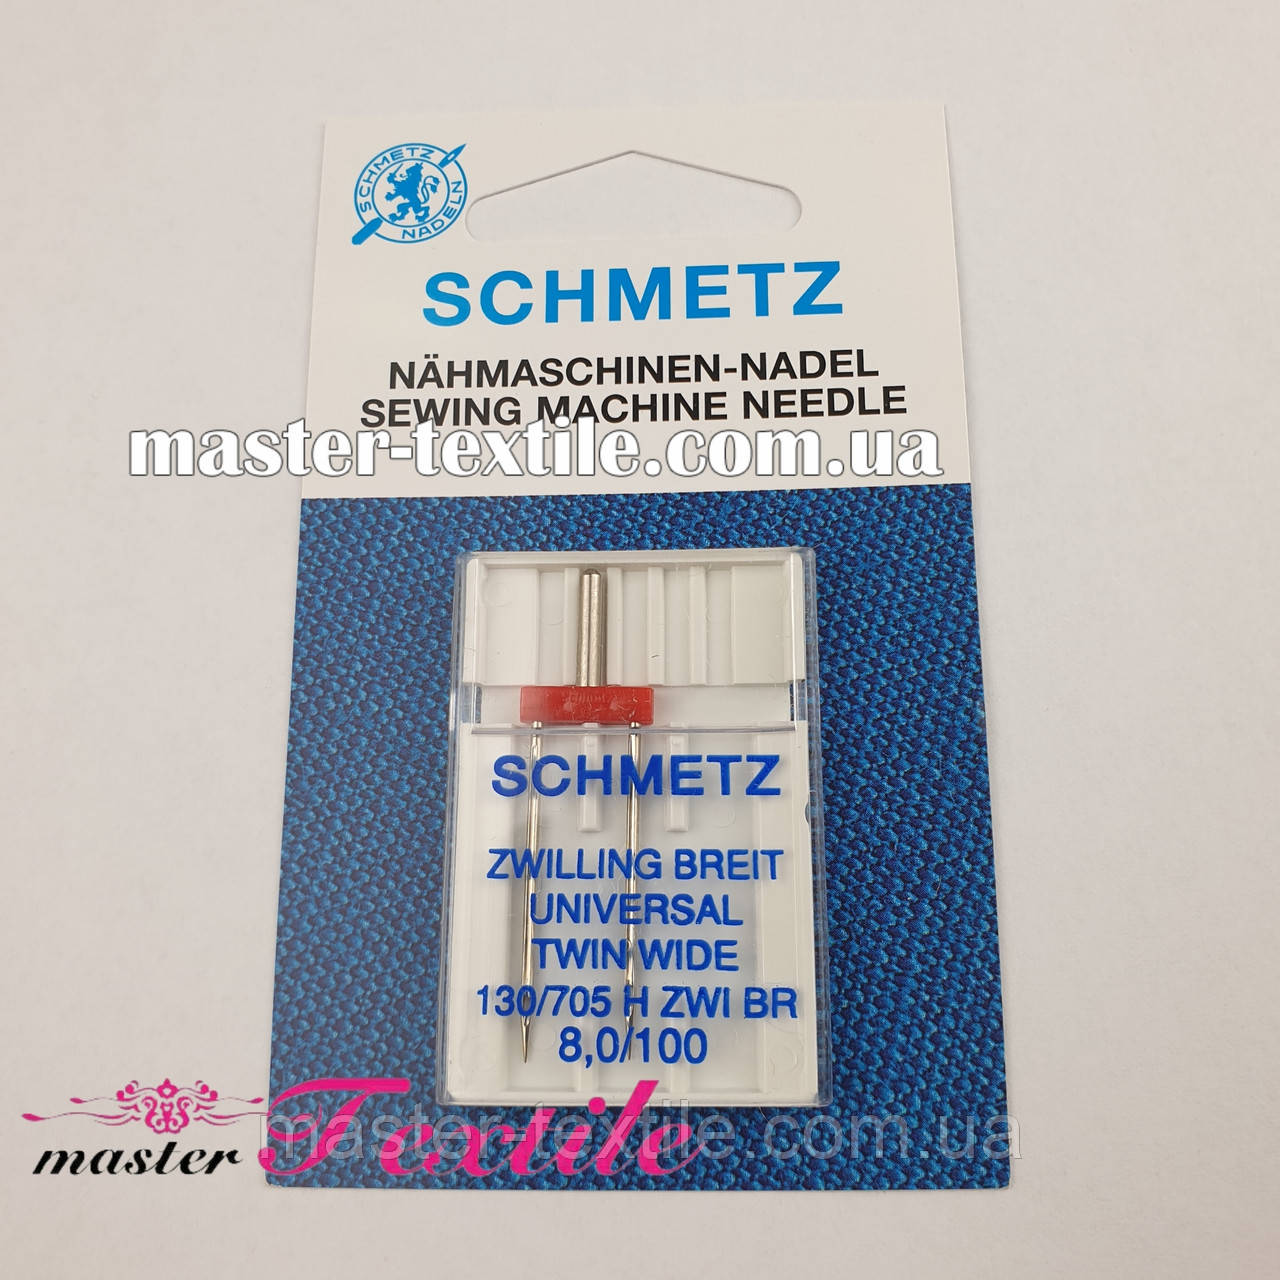 SCHMETZ NADELN
SCHMETZ
NÄHMASCHINEN-NADEL
SEWING MACHINE NEEDLE
master-textile.com.ua
SCHMETZ
ZWILLING BREIT
UNIVERSAL
TWIN WIDE
130/705 H ZWI BR
8,0/100
master Textile
master-textile.com.ua